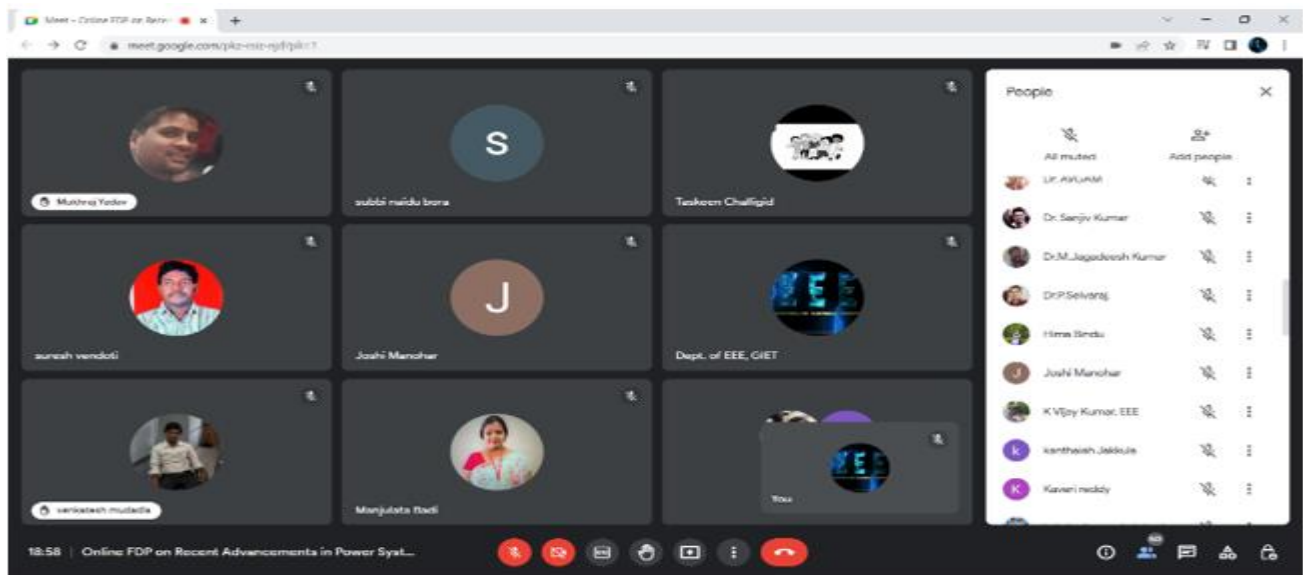 Meet - Online FDP on Recen
meet.google.com
Mukhraj Yadav
S
subbi naidu bora
Taskeen Challigid
suresh vendoti
J
Joshi Manohar
EEE
Dept. of EEE, GIET
venkatesh mudadla
Manjulata Badi
You
People
All muted
Add people
Dr. Sanjiv Kumar
Dr.M.Jagadeesh Kumar
Dr.P.Selvaraj
Hima Bindu
J
Joshi Manohar
K Vijay Kumar, EEE
k
kanthaiah Jakkula
K
Kaveri reddy
18:58 | Online FDP on Recent Advancements in Power Syst...